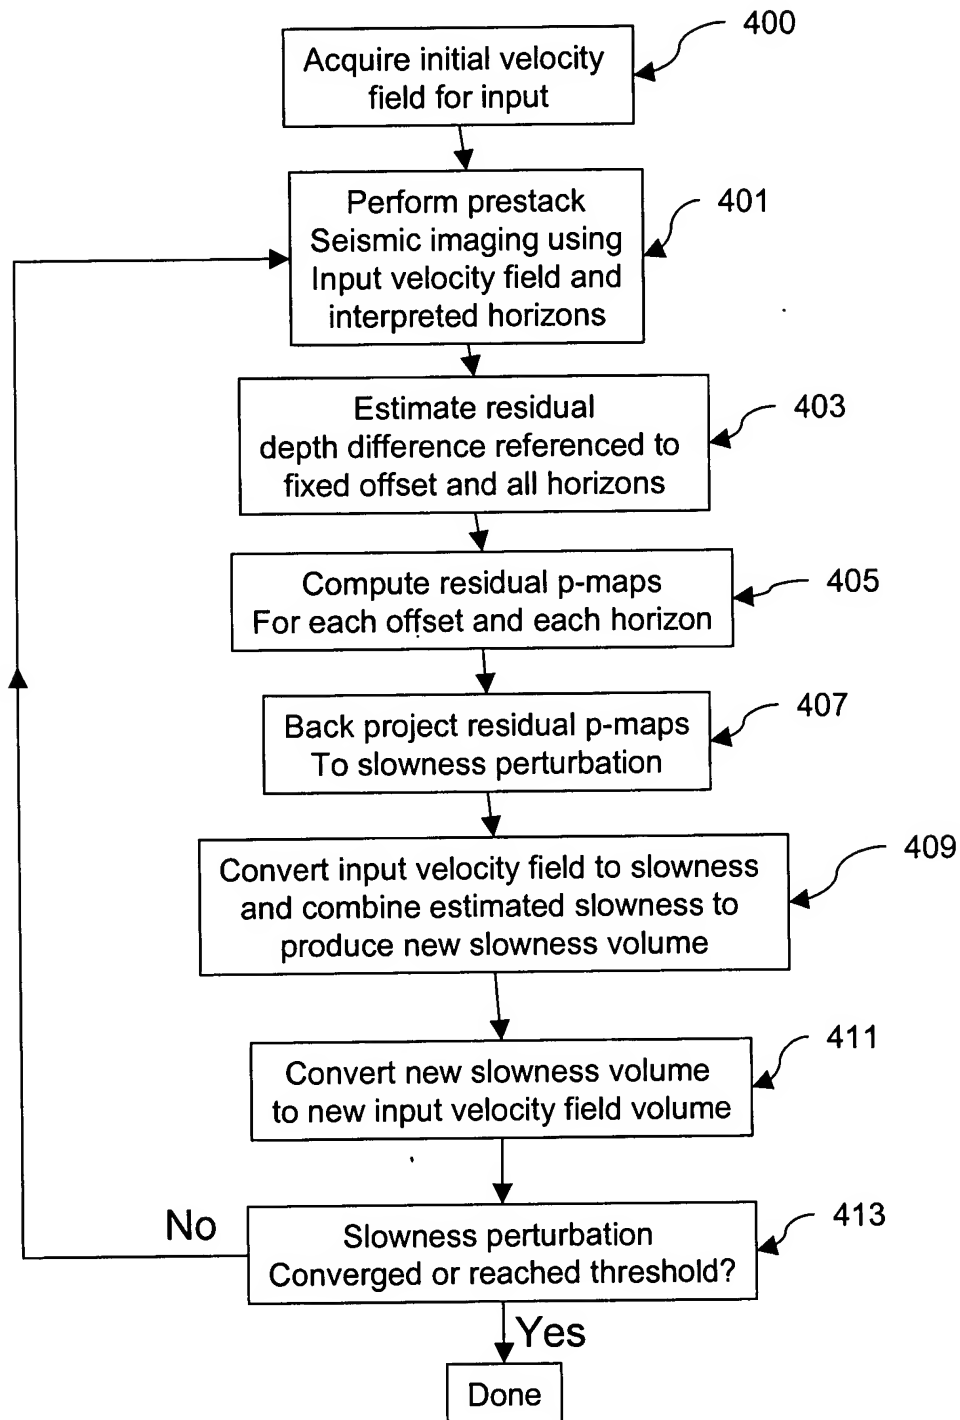 400
Acquire initial velocity
field for input
401
Perform prestack
Seismic imaging using
Input velocity field and
interpreted horizons
403
Estimate residual
depth difference referenced to
fixed offset and all horizons
405
Compute residual p-maps
For each offset and each horizon
407
Back project residual p-maps
To slowness perturbation
409
Convert input velocity field to slowness
and combine estimated slowness to
produce new slowness volume
411
Convert new slowness volume
to new input velocity field volume
413
No
Slowness perturbation
Converged or reached threshold?
Yes
Done